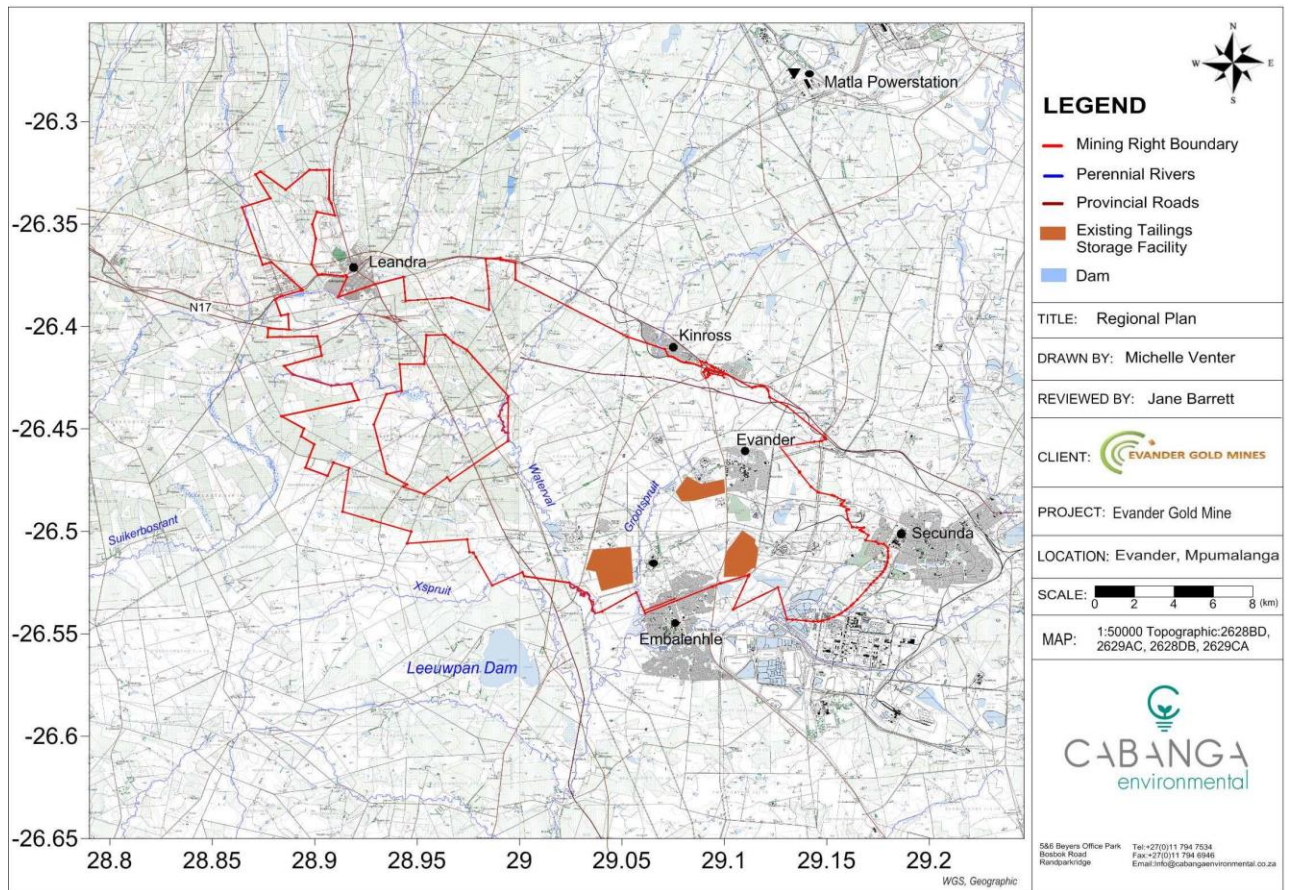 Matla Powerstation
Leandra
N17
Kinross
Evander
Waterval
Grootspruit
Secunda
Suikerbosrant
Xspruit
Embalenhle
Leeuwpan Dam
-26.3
-26.35
-26.4
-26.45
-26.5
-26.55
-26.6
-26.65
28.8 28.85 28.9 28.95 29 29.05 29.1 29.15 29.2
WGS, Geographic
N
W E
S
LEGEND
Mining Right Boundary
Perennial Rivers
Provincial Roads
Existing Tailings
Storage Facility
Dam
TITLE: Regional Plan
DRAWN BY: Michelle Venter
REVIEWED BY: Jane Barrett
CLIENT: EVANDER GOLD MINES
PROJECT: Evander Gold Mine
LOCATION: Evander, Mpumalanga
SCALE: 0 2 4 6 8 (km)
MAP: 1:50000 Topographic:2628BD,
2629AC, 2628DB, 2629CA
CABANGA
environmental
5&6 Beyers Office Park Tel:+27(0)11 794 7534
Bosbok Road Fax:+27(0)11 794 6946
Randparkridge Email:info@cabangaenvironmental.co.za